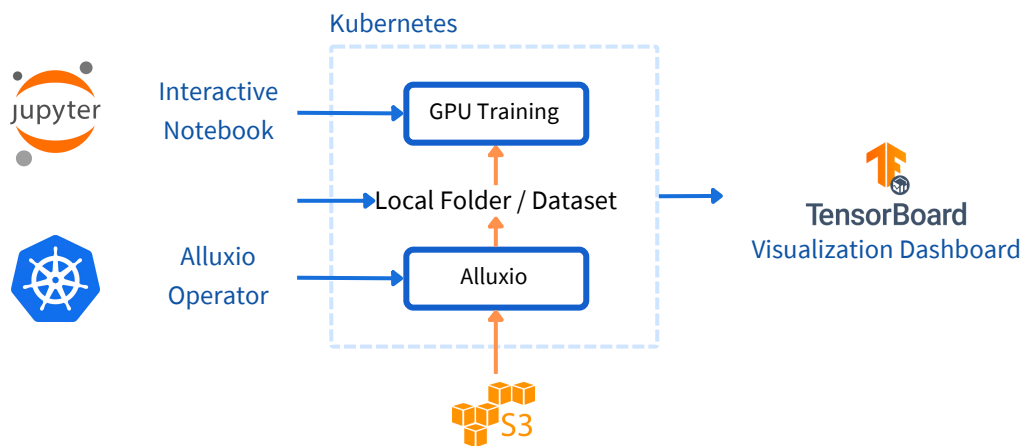 Kubernetes
jupyter
Interactive
Notebook
GPU Training
Local Folder / Dataset
TensorBoard
Visualization Dashboard
Alluxio
Operator
Alluxio
S3